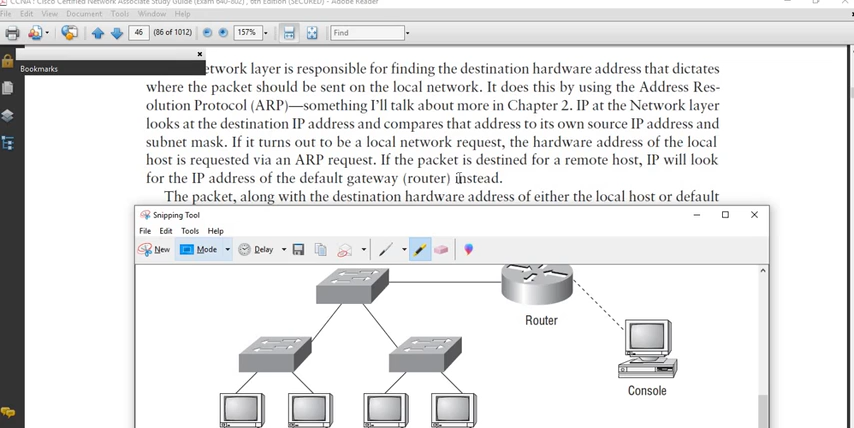 CCNA : Cisco Certified Network Associate Study Guide (Exam 640-802) , 6th Edition (SECURED) - Adobe Reader
File Edit View Document Tools Window Help
46 (86 of 1012) 157% Find
Bookmarks
etwork layer is responsible for finding the destination hardware address that dictates
where the packet should be sent on the local network. It does this by using the Address Res-
olution Protocol (ARP)—something I'll talk about more in Chapter 2. IP at the Network layer
looks at the destination IP address and compares that address to its own source IP address and
subnet mask. If it turns out to be a local network request, the hardware address of the local
host is requested via an ARP request. If the packet is destined for a remote host, IP will look
for the IP address of the default gateway (router) instead.
The packet, along with the destination hardware address of either the local host or default
Snipping Tool
File Edit Tools Help
New Mode Delay
Router
Console